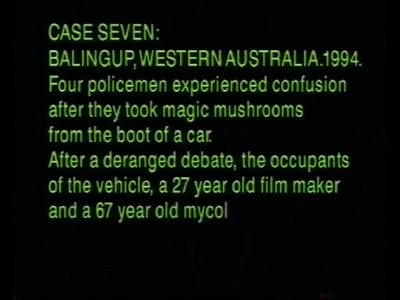 CASE SEVEN:
BALINGUP, WESTERN AUSTRALIA.1994.
Four policemen experienced confusion
after they took magic mushrooms
from the boot of a car.
After a deranged debate, the occupants
of the vehicle, a 27 year old film maker
and a 67 year old mycol